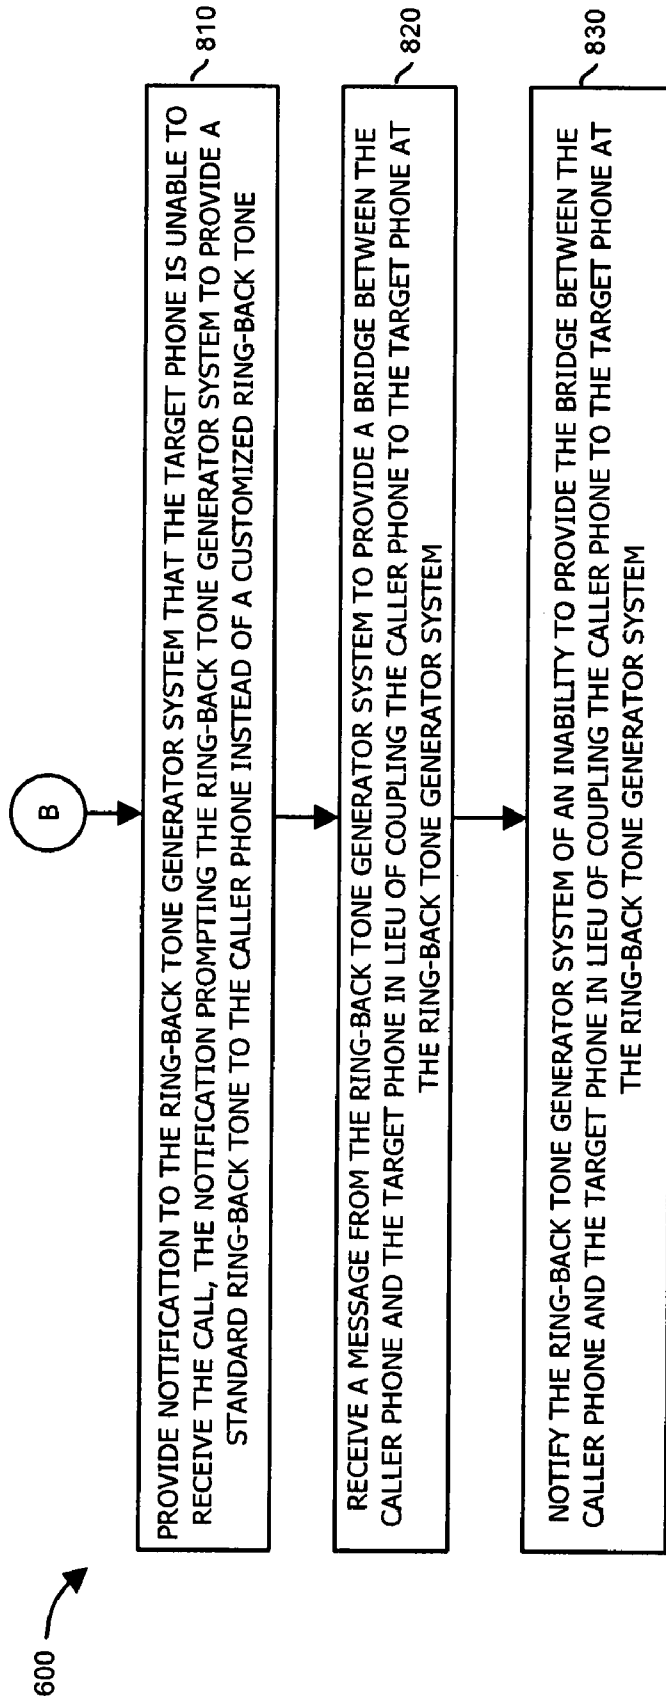 600
B
810
PROVIDE NOTIFICATION TO THE RING-BACK TONE GENERATOR SYSTEM THAT THE TARGET PHONE IS UNABLE TO
RECEIVE THE CALL, THE NOTIFICATION PROMPTING THE RING-BACK TONE GENERATOR SYSTEM TO PROVIDE A
STANDARD RING-BACK TONE TO THE CALLER PHONE INSTEAD OF A CUSTOMIZED RING-BACK TONE
820
RECEIVE A MESSAGE FROM THE RING-BACK TONE GENERATOR SYSTEM TO PROVIDE A BRIDGE BETWEEN THE
CALLER PHONE AND THE TARGET PHONE IN LIEU OF COUPLING THE CALLER PHONE TO THE TARGET PHONE AT
THE RING-BACK TONE GENERATOR SYSTEM
830
NOTIFY THE RING-BACK TONE GENERATOR SYSTEM OF AN INABILITY TO PROVIDE THE BRIDGE BETWEEN THE
CALLER PHONE AND THE TARGET PHONE IN LIEU OF COUPLING THE CALLER PHONE TO THE TARGET PHONE AT
THE RING-BACK TONE GENERATOR SYSTEM